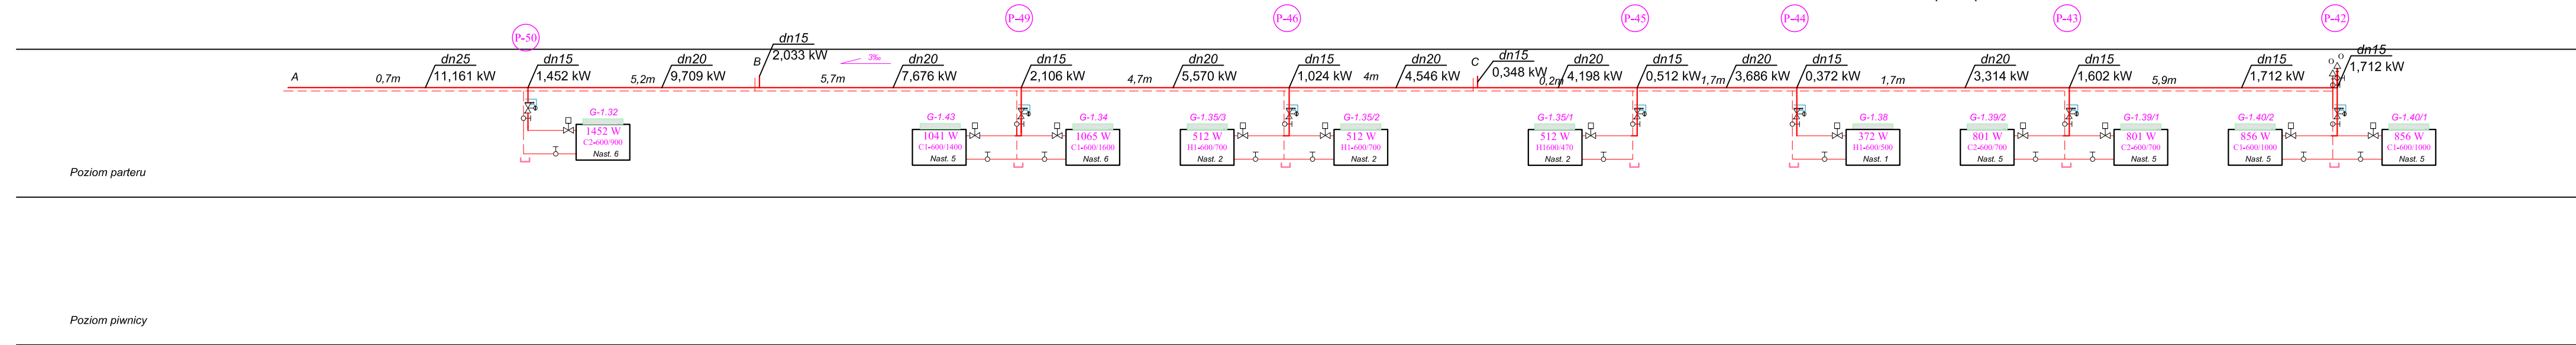 P-50
P-49
P-46
P-45
P-44
P-43
P-42
A
0,7m
dn25
11,161 kW
dn15
1,452 kW
5,2m
dn20
9,709 kW
B
dn15
2,033 kW
3‰
5,7m
dn20
7,676 kW
dn15
2,106 kW
4,7m
dn20
5,570 kW
dn15
1,024 kW
4m
dn20
4,546 kW
C
dn15
0,348 kW
0,2m
dn20
4,198 kW
dn15
0,512 kW
1,7m
dn20
3,686 kW
dn15
0,372 kW
1,7m
dn20
3,314 kW
dn15
1,602 kW
5,9m
dn15
1,712 kW
O
O
dn15
1,712 kW
G-1.32
1452 W
C2-600/900
Nast. 6
G-1.43
1041 W
C1-600/1400
Nast. 5
G-1.34
1065 W
C1-600/1600
Nast. 6
G-1.35/3
512 W
H1-600/700
Nast. 2
G-1.35/2
512 W
H1-600/700
Nast. 2
G-1.35/1
512 W
H1600/470
Nast. 2
G-1.38
372 W
H1-600/500
Nast. 1
G-1.39/2
801 W
C2-600/700
Nast. 5
G-1.39/1
801 W
C2-600/700
Nast. 5
G-1.40/2
856 W
C1-600/1000
Nast. 5
G-1.40/1
856 W
C1-600/1000
Nast. 5
Poziom parteru
Poziom piwnicy